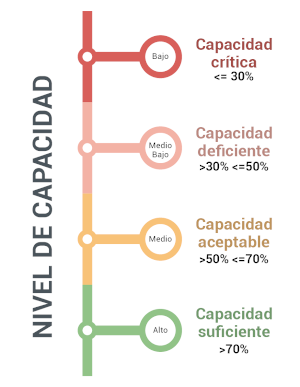 NIVEL DE CAPACIDAD
Bajo
Capacidad
crítica
<= 30%
Medio
Bajo
Capacidad
deficiente
>30% <=50%
Medio
Capacidad
aceptable
>50% <=70%
Alto
Capacidad
suficiente
>70%